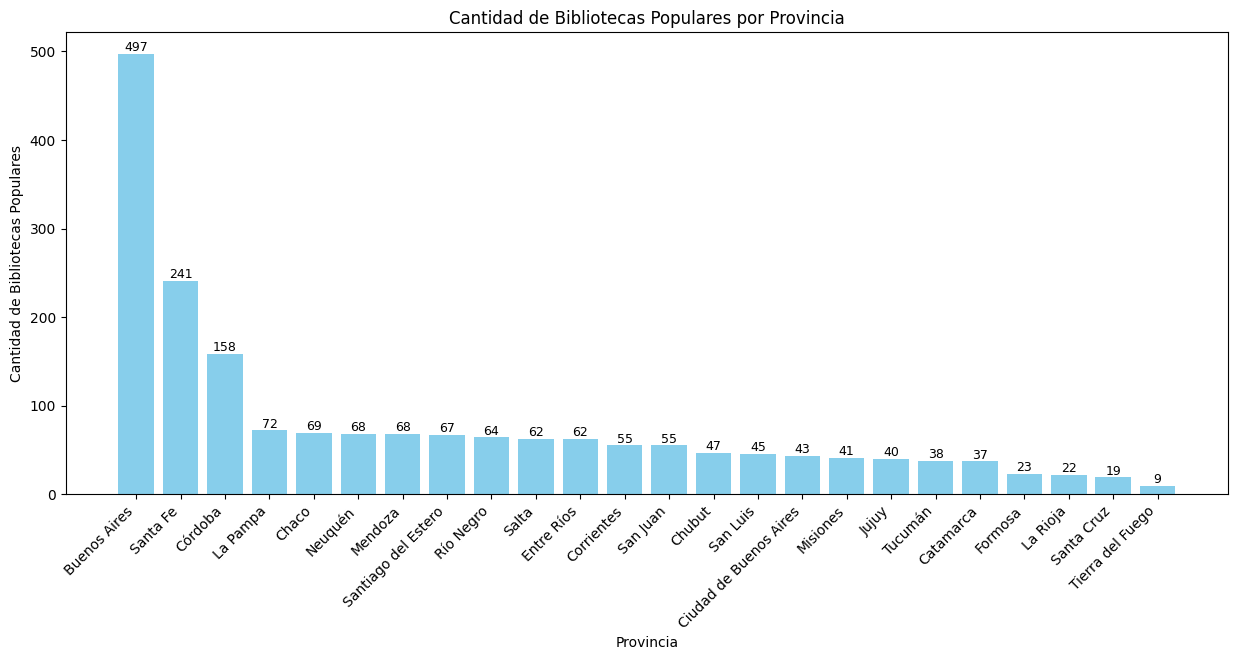 Cantidad de Bibliotecas Populares por Provincia
Cantidad de Bibliotecas Populares
500
400
300
200
100
0
497
241
158
72
69
68
68
67
64
62
62
55
55
47
45
43
41
40
38
37
23
22
19
9
Buenos Aires
Santa Fe
Córdoba
La Pampa
Chaco
Neuquén
Mendoza
Santiago del Estero
Río Negro
Salta
Entre Ríos
Corrientes
San Juan
Chubut
San Luis
Ciudad de Buenos Aires
Misiones
Jujuy
Tucumán
Catamarca
Formosa
La Rioja
Santa Cruz
Tierra del Fuego
Provincia